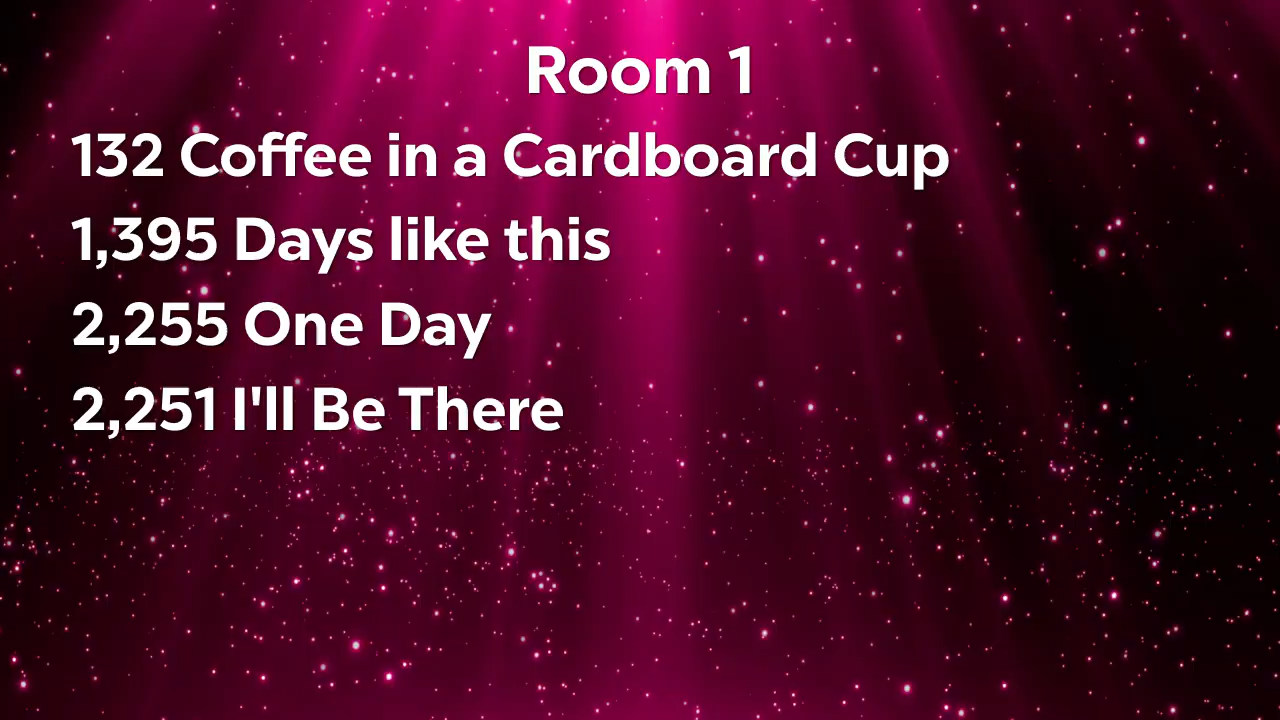 Room 1
132 Coffee in a Cardboard Cup
1,395 Days like this
2,255 One Day
2,251 I'll Be There